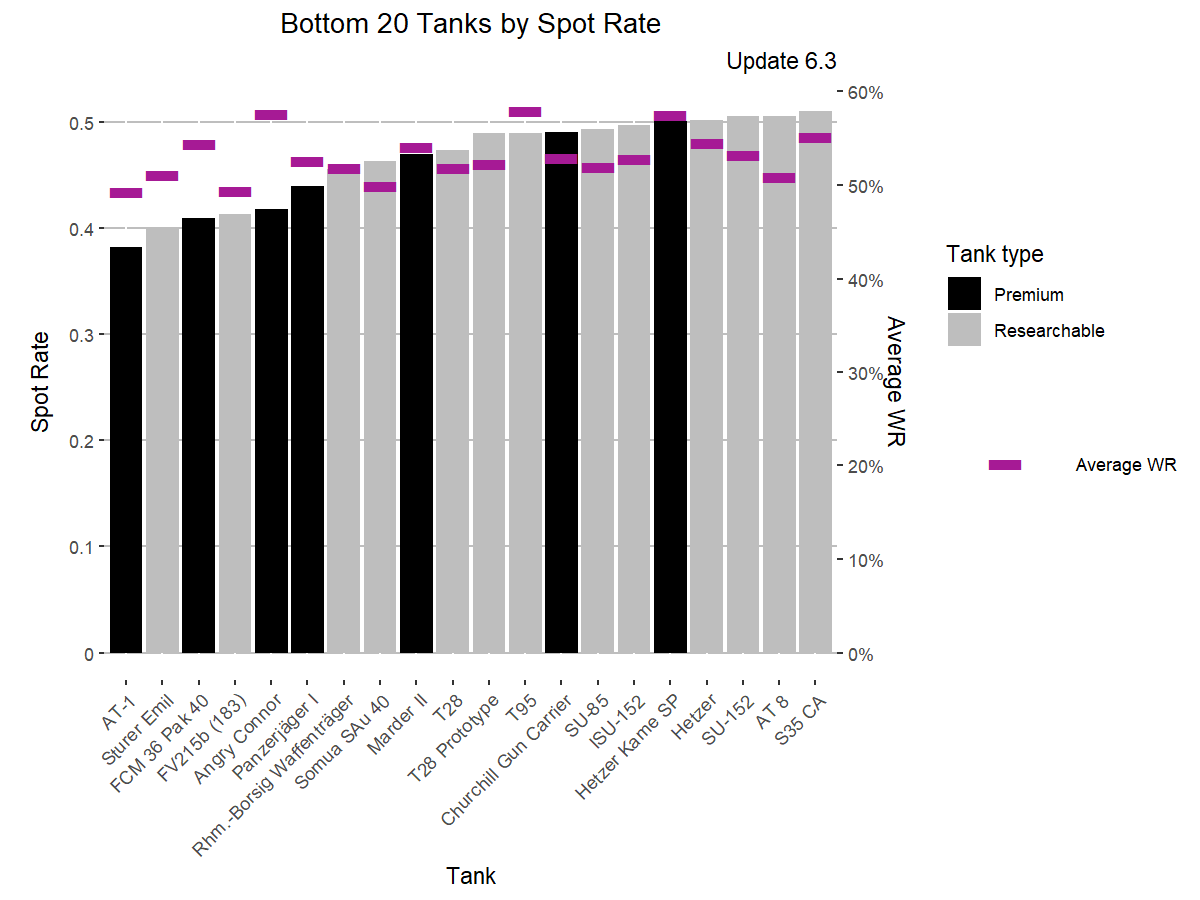 Bottom 20 Tanks by Spot Rate
Update 6.3
Spot Rate
0.5
0.4
0.3
0.2
0.1
0
60%
50%
40%
30%
20%
10%
0%
Average WR
Tank type
Premium
Researchable
Average WR
AT-1
Sturer Emil
FCM 36 Pak 40
FV215b (183)
Angry Connor
Panzerjäger I
Rhm.-Borsig Waffenträger
Somua SAu 40
Marder II
T28
T28 Prototype
T95
Churchill Gun Carrier
SU-85
ISU-152
Hetzer Kame SP
Hetzer
SU-152
AT 8
S35 CA
Tank